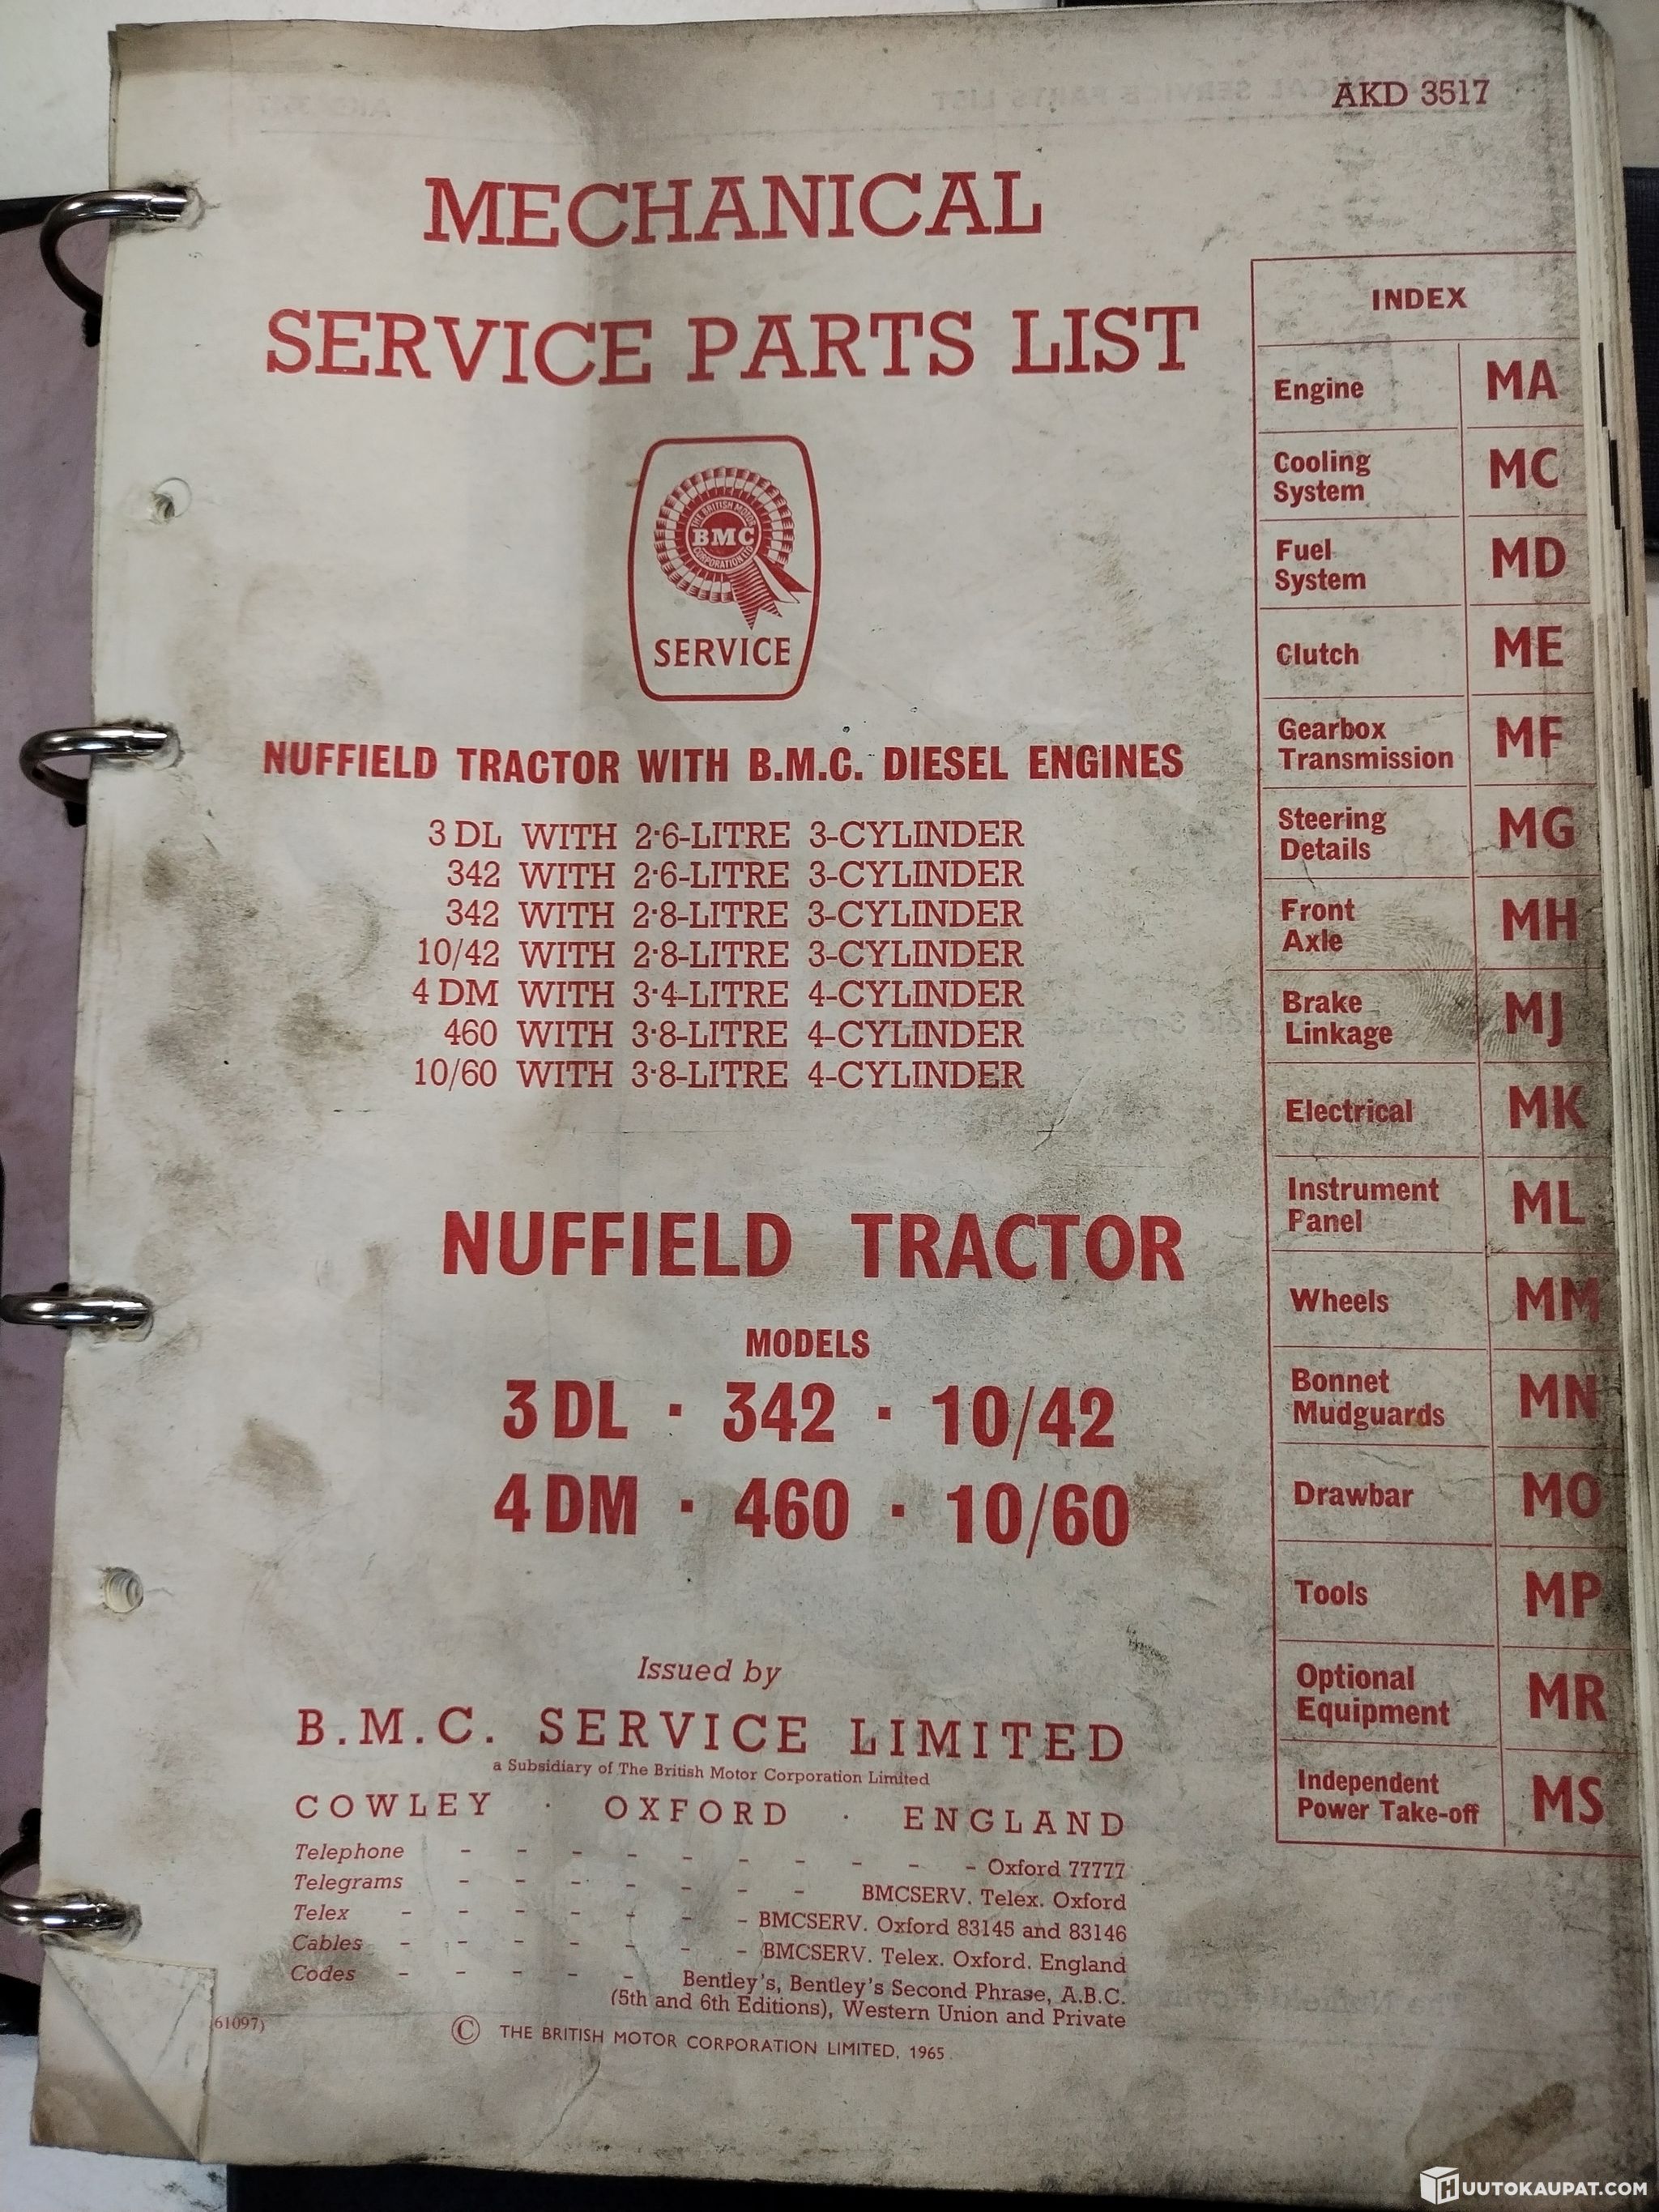 AKD 3517
MECHANICAL
SERVICE PARTS LIST
THE BRITISH MOTOR
BMC
CORPORATION LTD
SERVICE
NUFFIELD TRACTOR WITH B.M.C. DIESEL ENGINES
3 DL WITH 2·6-LITRE 3-CYLINDER
342 WITH 2·6-LITRE 3-CYLINDER
342 WITH 2·8-LITRE 3-CYLINDER
10/42 WITH 2·8-LITRE 3-CYLINDER
4 DM WITH 3·4-LITRE 4-CYLINDER
460 WITH 3·8-LITRE 4-CYLINDER
10/60 WITH 3·8-LITRE 4-CYLINDER
NUFFIELD TRACTOR
MODELS
3 DL · 342 · 10/42
4 DM · 460 · 10/60
Issued by
B.M.C. SERVICE LIMITED
a Subsidiary of The British Motor Corporation Limited
COWLEY · OXFORD · ENGLAND
Telephone - - - - - - - - - - Oxford 77777
Telegrams - - - - - - - BMCSERV. Telex. Oxford
Telex - - - - - - - BMCSERV. Oxford 83145 and 83146
Cables - - - - - - - BMCSERV. Telex. Oxford. England
Codes - - - - - Bentley's, Bentley's Second Phrase, A.B.C.
(5th and 6th Editions), Western Union and Private
61097)
© THE BRITISH MOTOR CORPORATION LIMITED, 1965
INDEX
Engine MA
Cooling
System MC
Fuel
System MD
Clutch ME
Gearbox
Transmission MF
Steering
Details MG
Front
Axle MH
Brake
Linkage MJ
Electrical MK
Instrument
Panel ML
Wheels MM
Bonnet
Mudguards MN
Drawbar MO
Tools MP
Optional
Equipment MR
Independent
Power Take-off MS
HUUTOKAUPAT.COM